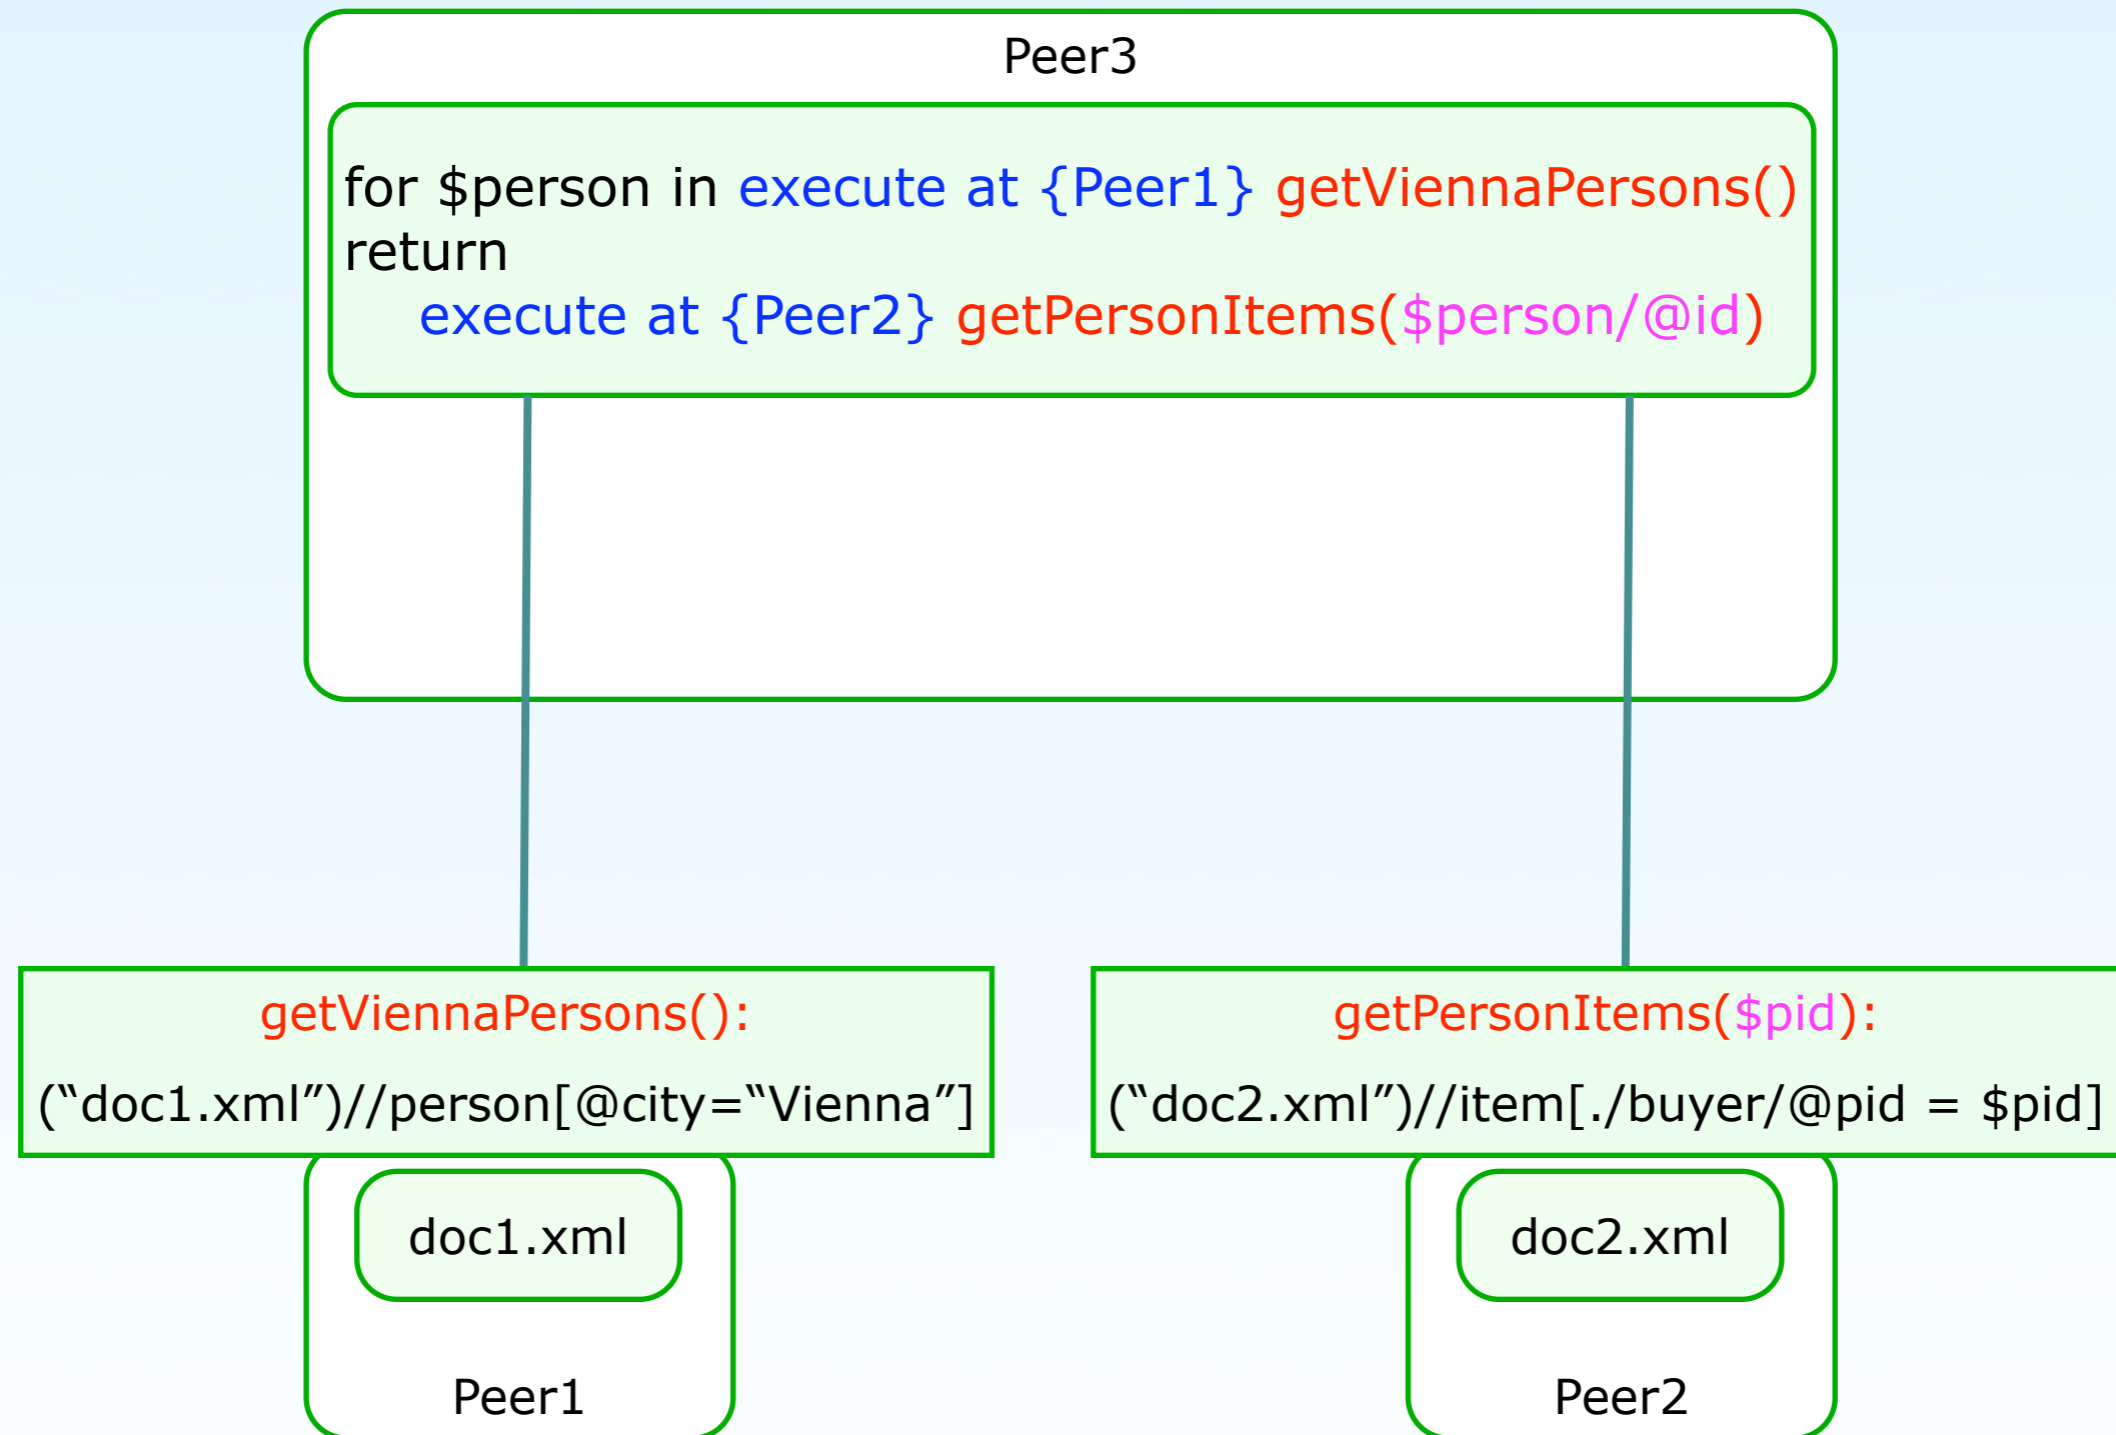 Peer3
for $person in execute at {Peer1} getViennaPersons()
return
execute at {Peer2} getPersonItems($person/@id)
getViennaPersons():
(“doc1.xml”)//person[@city=“Vienna”]
doc1.xml
Peer1
getPersonItems($pid):
(“doc2.xml”)//item[./buyer/@pid = $pid]
doc2.xml
Peer2